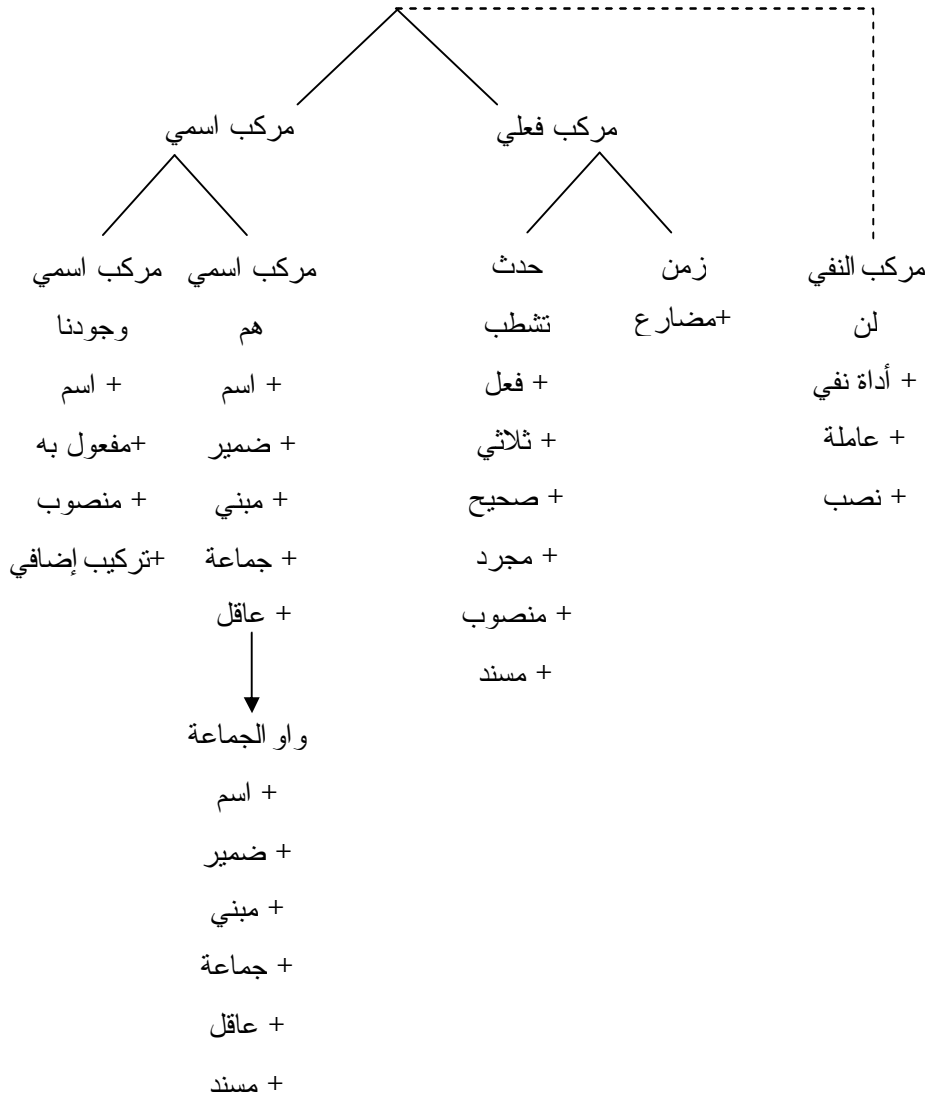 مركب فعلي
مركب اسمي
مركب النفي
لن
+ أداة نفي
+ عاملة
+ نصب
زمن
+مضارع
حدث
تشطب
+ فعل
+ ثلاثي
+ صحيح
+ مجرد
+ منصوب
+ مسند
مركب اسمي
هم
+ اسم
+ ضمير
+ مبني
+ جماعة
+ عاقل
واو الجماعة
+ اسم
+ ضمير
+ مبني
+ جماعة
+ عاقل
+ مسند
مركب اسمي
وجودنا
+ اسم
+مفعول به
+ منصوب
+تركيب إضافي